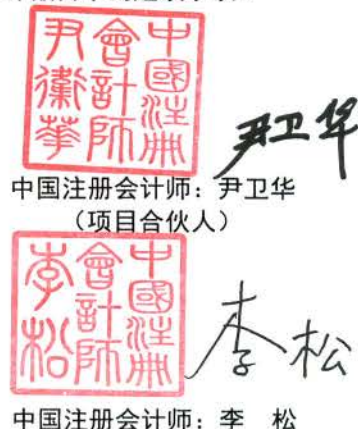 中國注冊
會計師
尹衛華
尹卫华
中国注册会计师：尹卫华
（项目合伙人）
中國注冊
會計師
李松
李松
中国注册会计师：李 松